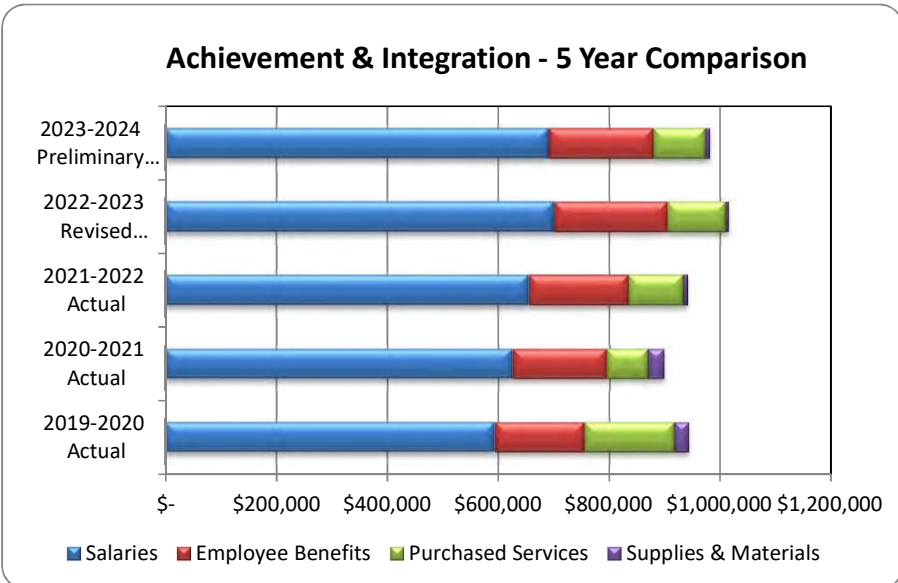 Achievement & Integration - 5 Year Comparison
2023-2024
Preliminary...
2022-2023
Revised...
2021-2022
Actual
2020-2021
Actual
2019-2020
Actual
$- $200,000 $400,000 $600,000 $800,000 $1,000,000 $1,200,000
Salaries Employee Benefits Purchased Services Supplies & Materials